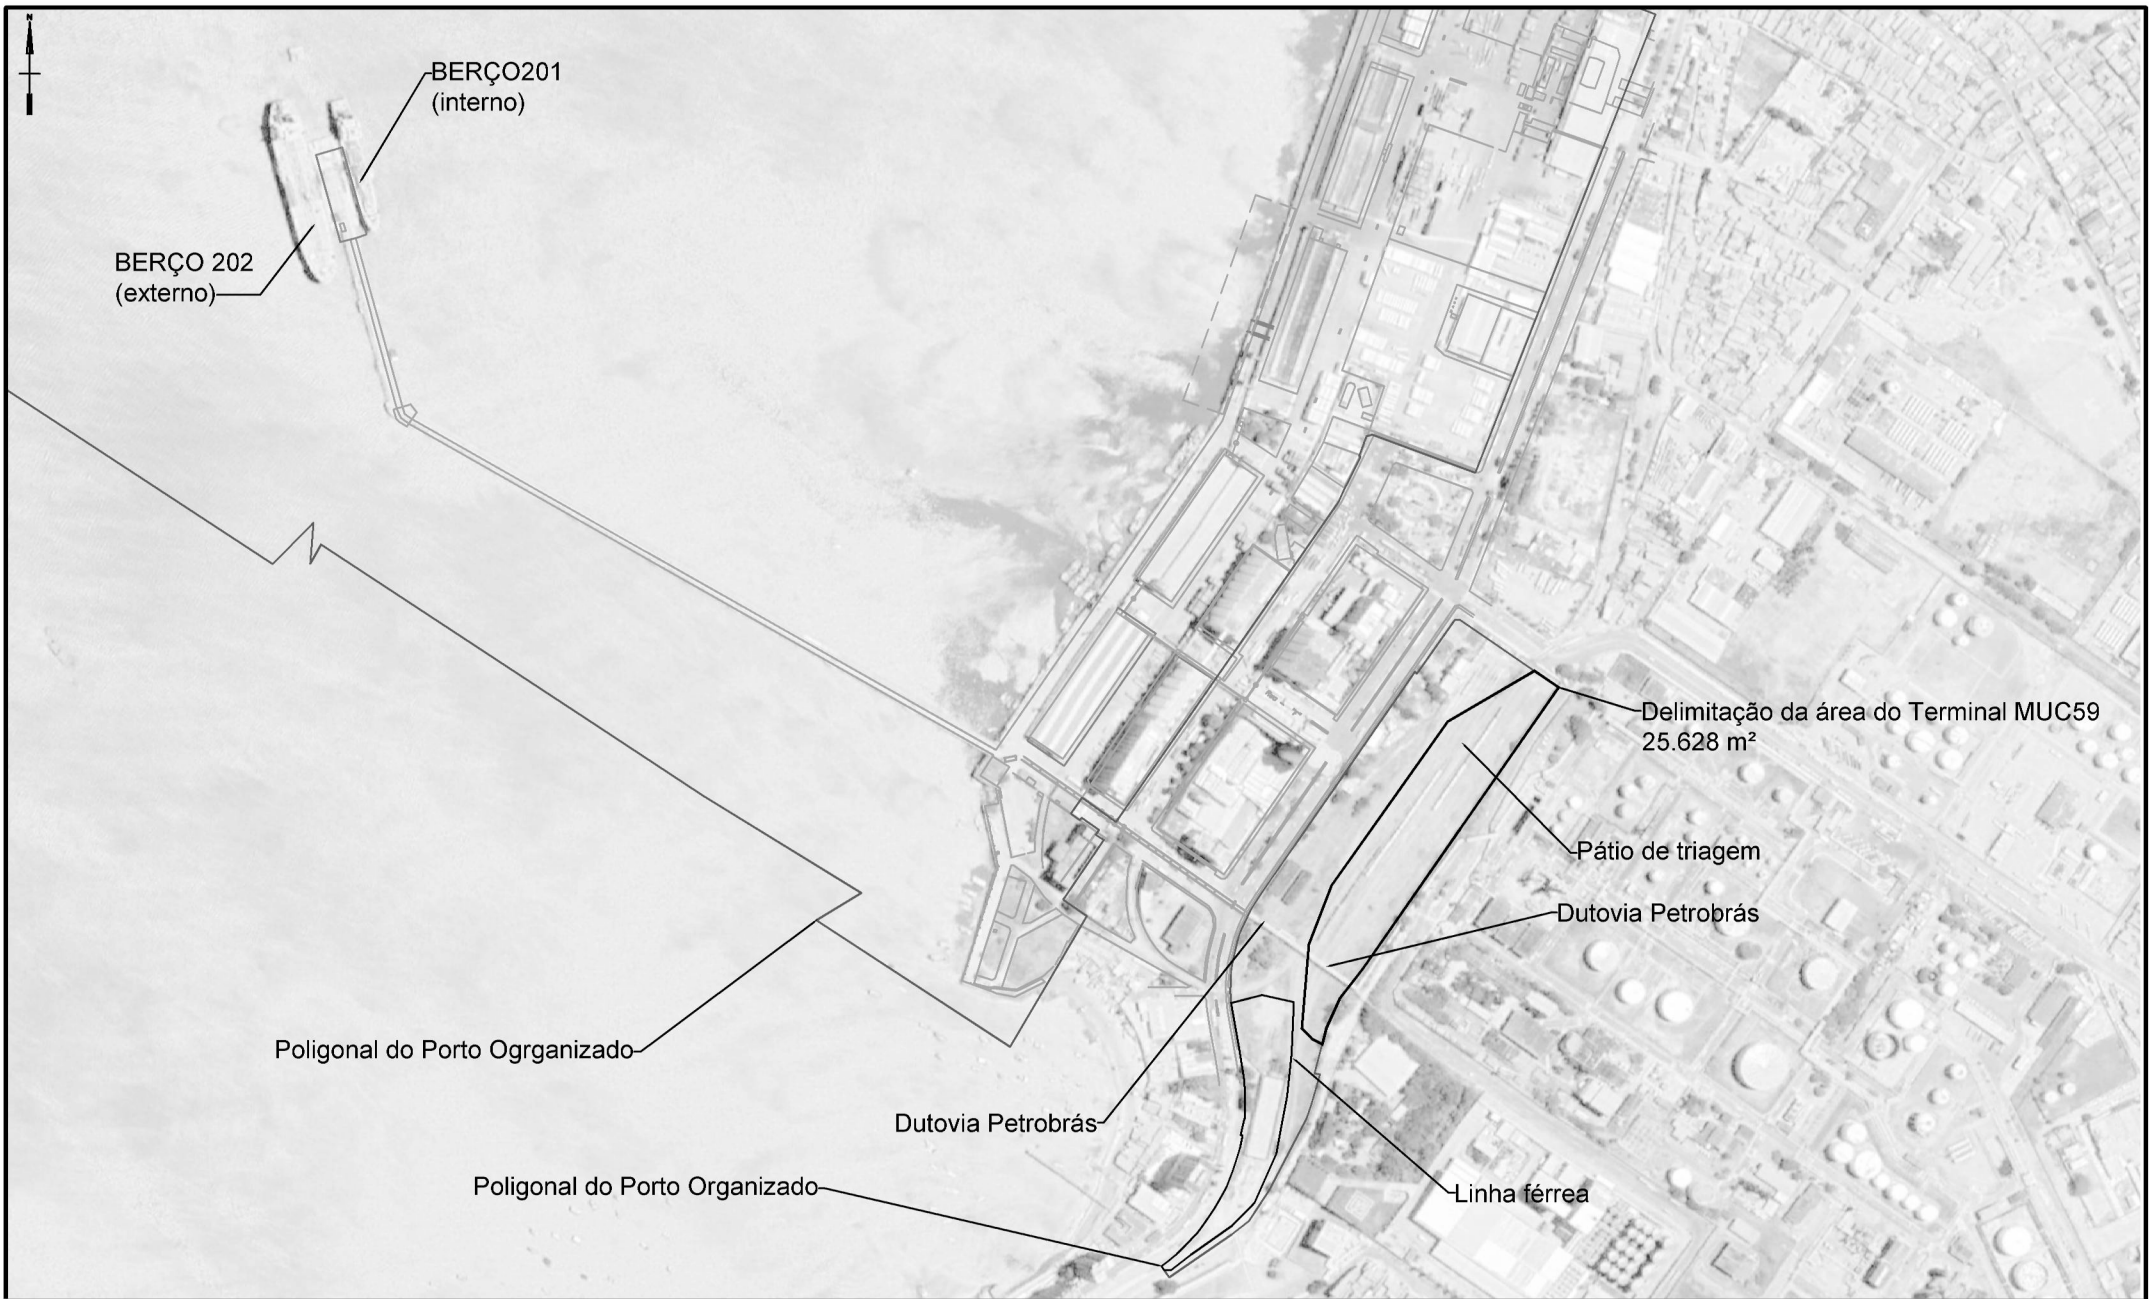 N
BERÇO201
(interno)
BERÇO 202
(externo)
Delimitação da área do Terminal MUC59
25.628 m²
Pátio de triagem
Dutovia Petrobrás
Poligonal do Porto Ogrganizado
Dutovia Petrobrás
Poligonal do Porto Organizado
Linha férrea